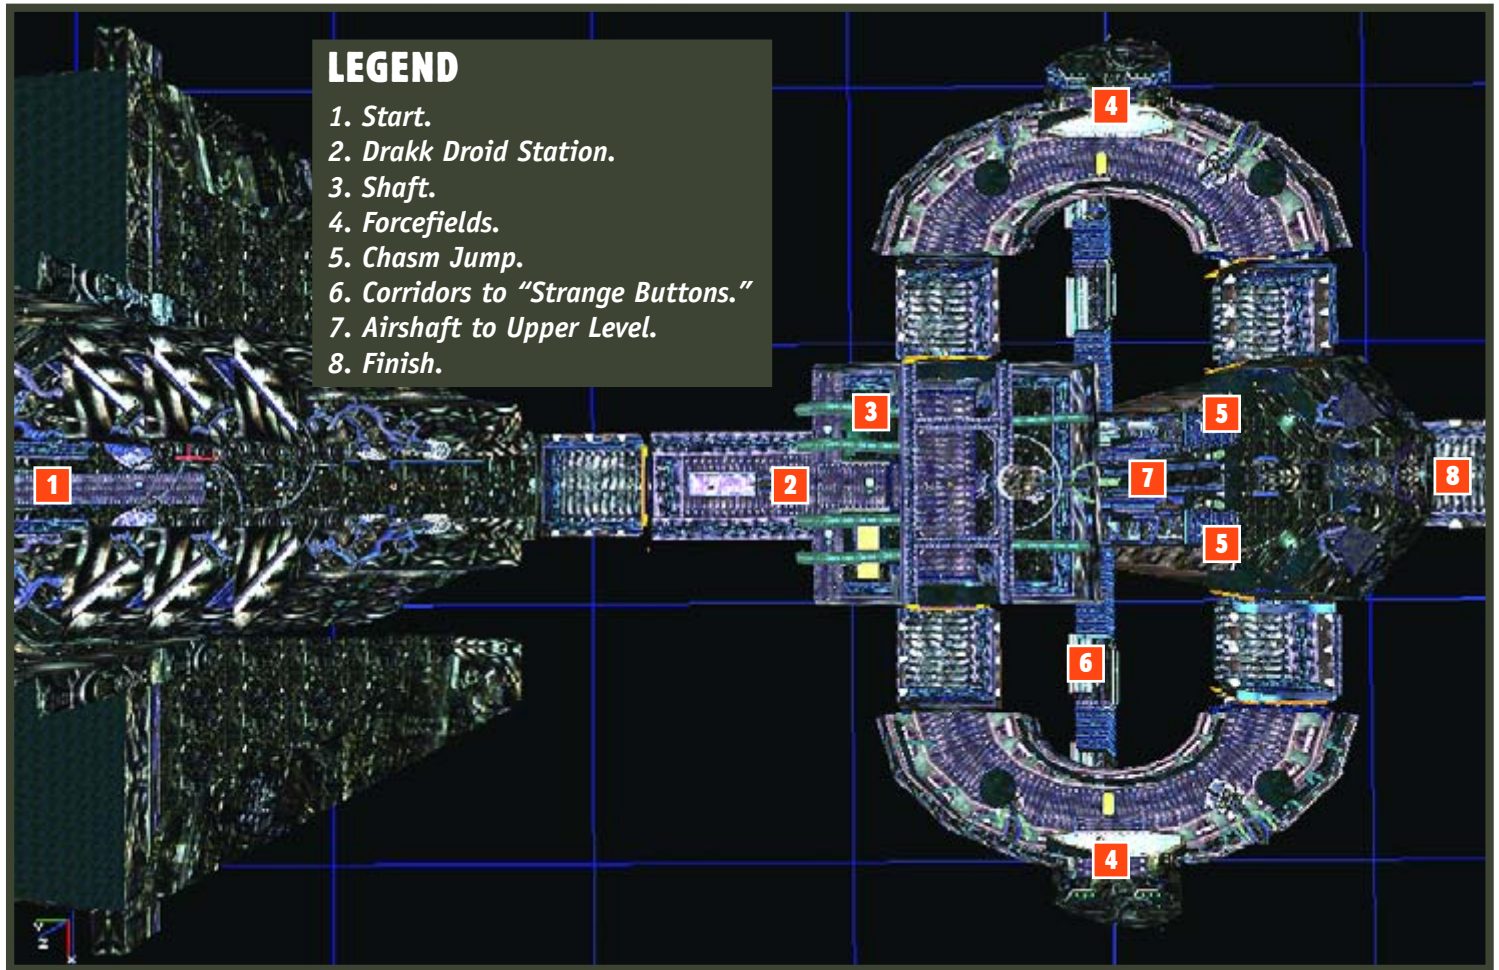 LEGEND
1. Start.
2. Drakk Droid Station.
3. Shaft.
4. Forcefields.
5. Chasm Jump.
6. Corridors to “Strange Buttons.”
7. Airshaft to Upper Level.
8. Finish.
4
3
5
1
2
7
8
5
6
4